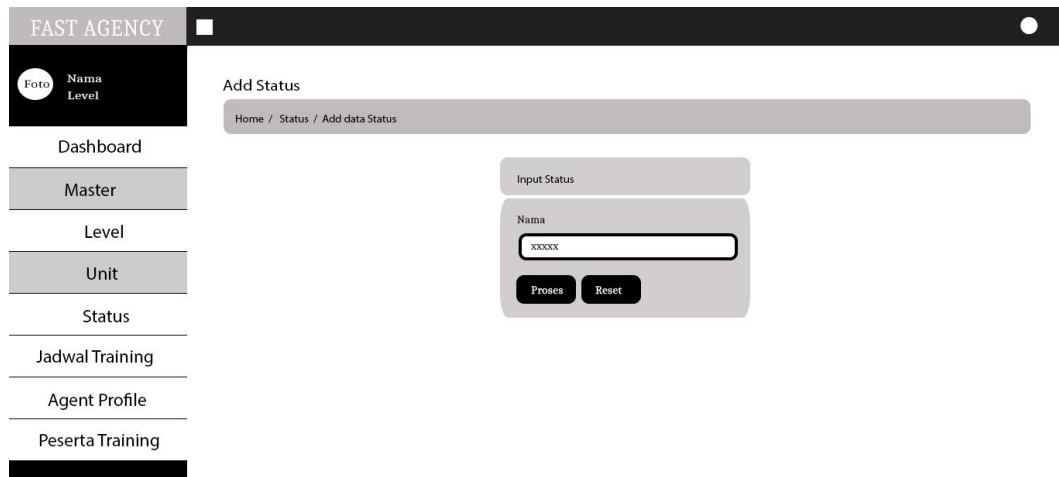 FAST AGENCY
Foto
Nama
Level
Dashboard
Master
Level
Unit
Status
Jadwal Training
Agent Profile
Peserta Training
Add Status
Home / Status / Add data Status
Input Status
Nama
xxxxx
Proses Reset